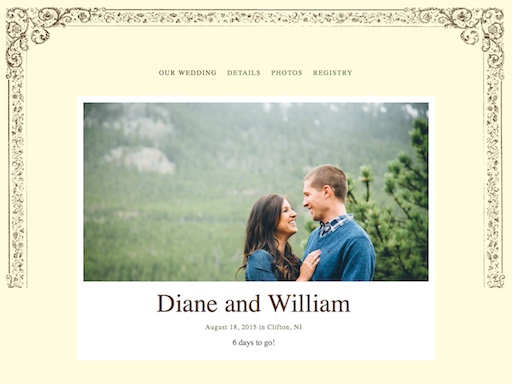 OUR WEDDING DETAILS PHOTOS REGISTRY
Diane and William
August 18, 2015 in Clifton, NJ
6 days to go!